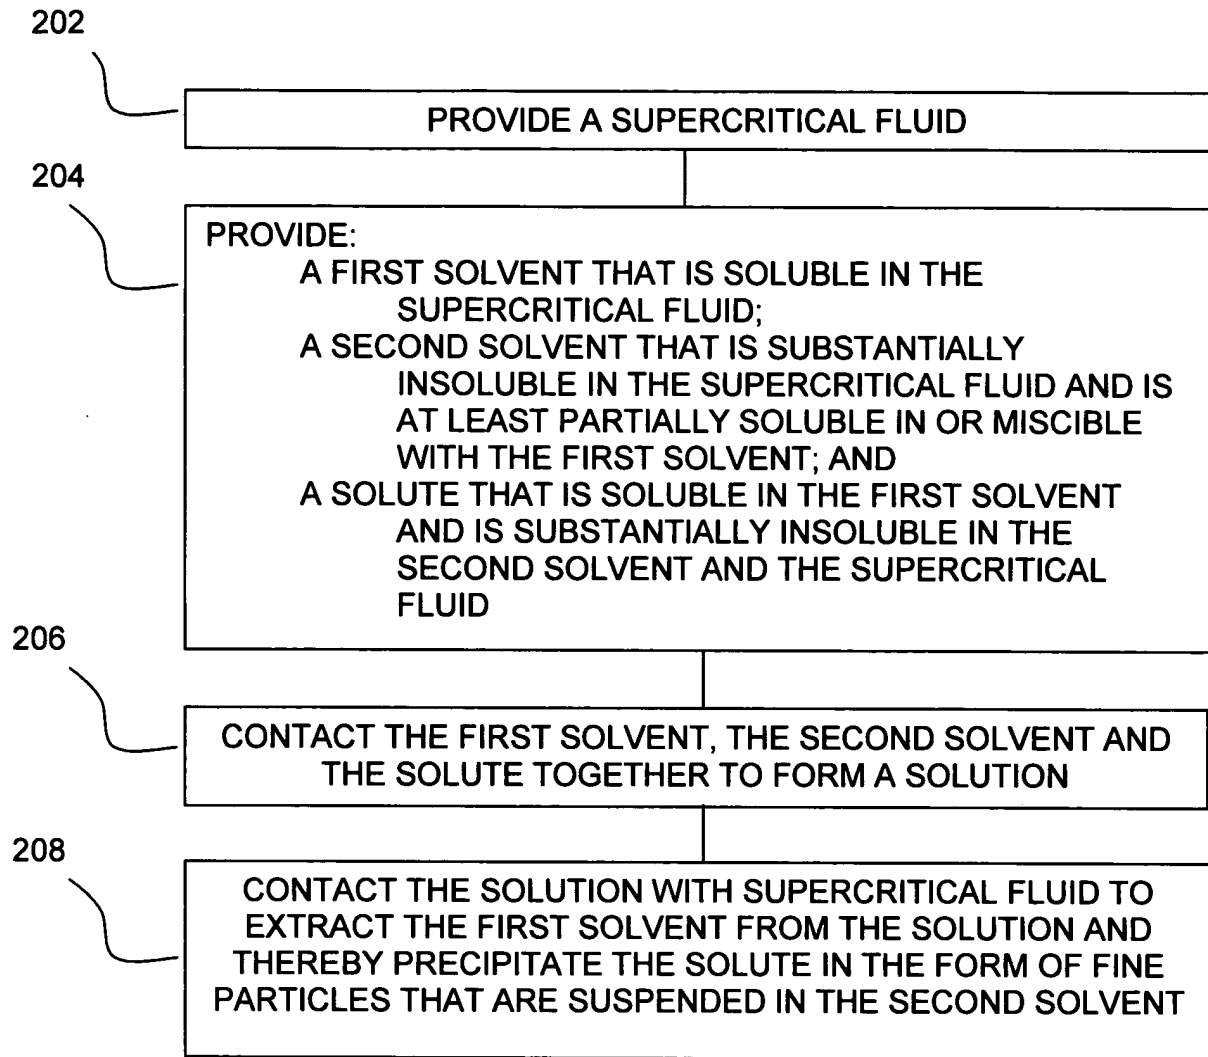 202
PROVIDE A SUPERCRITICAL FLUID
204
PROVIDE:
A FIRST SOLVENT THAT IS SOLUBLE IN THE
SUPERCRITICAL FLUID;
A SECOND SOLVENT THAT IS SUBSTANTIALLY
INSOLUBLE IN THE SUPERCRITICAL FLUID AND IS
AT LEAST PARTIALLY SOLUBLE IN OR MISCIBLE
WITH THE FIRST SOLVENT; AND
A SOLUTE THAT IS SOLUBLE IN THE FIRST SOLVENT
AND IS SUBSTANTIALLY INSOLUBLE IN THE
SECOND SOLVENT AND THE SUPERCRITICAL
FLUID
206
CONTACT THE FIRST SOLVENT, THE SECOND SOLVENT AND
THE SOLUTE TOGETHER TO FORM A SOLUTION
208
CONTACT THE SOLUTION WITH SUPERCRITICAL FLUID TO
EXTRACT THE FIRST SOLVENT FROM THE SOLUTION AND
THEREBY PRECIPITATE THE SOLUTE IN THE FORM OF FINE
PARTICLES THAT ARE SUSPENDED IN THE SECOND SOLVENT